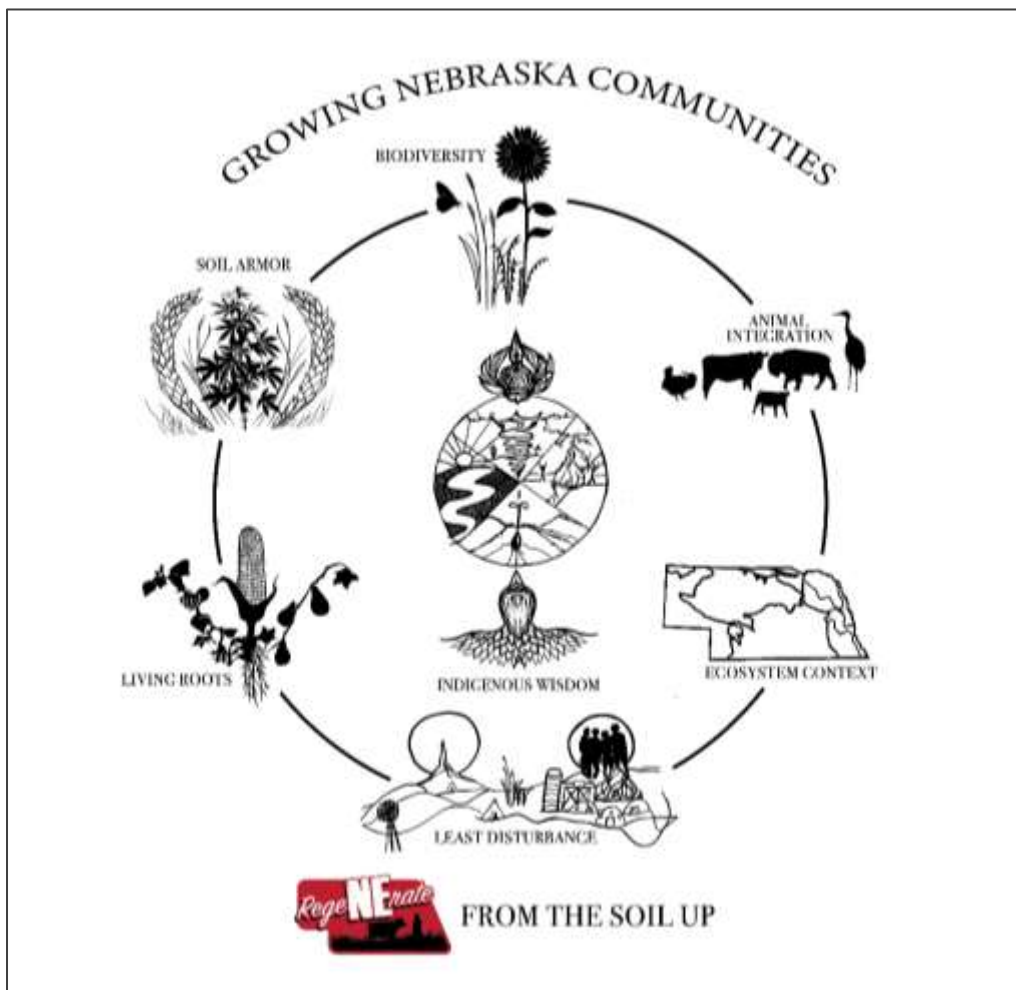 GROWING NEBRASKA COMMUNITIES
BIODIVERSITY
SOIL ARMOR
ANIMAL
INTEGRATION
LIVING ROOTS
INDIGENOUS WISDOM
ECOSYSTEM CONTEXT
LEAST DISTURBANCE
RegeNErate
FROM THE SOIL UP